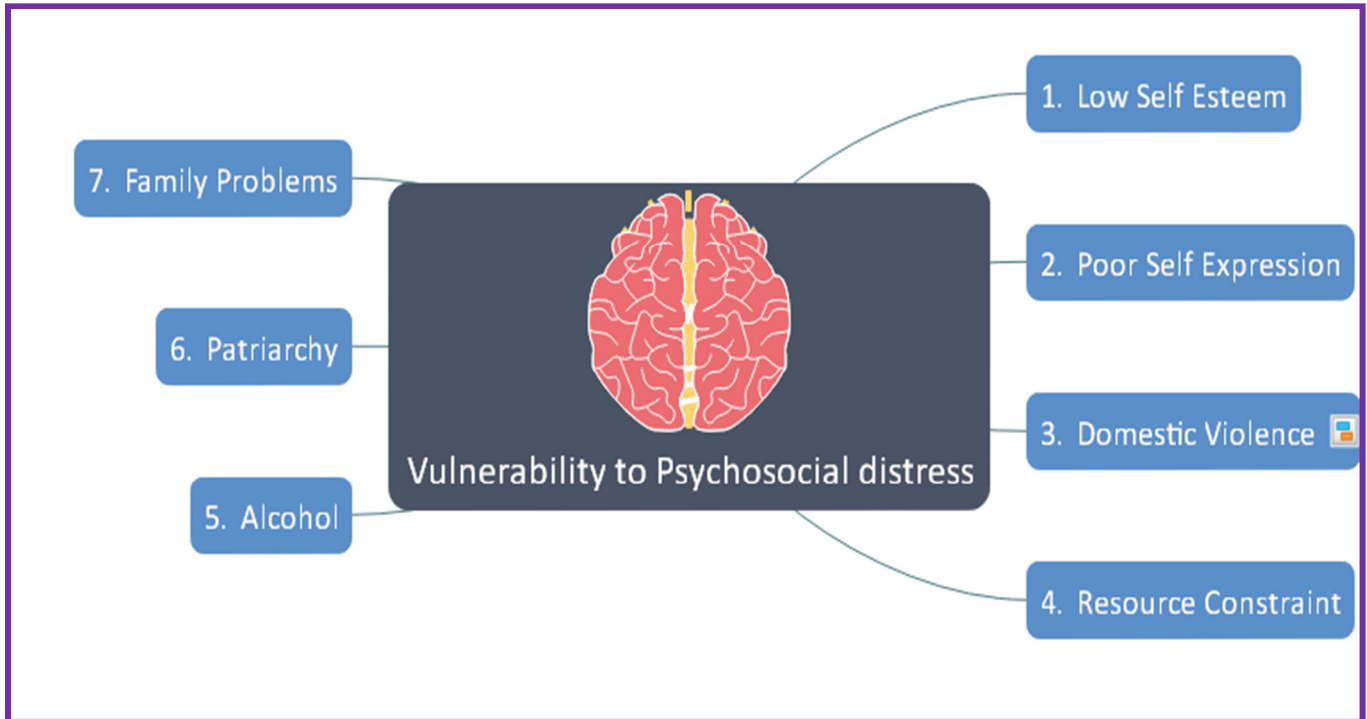 1. Low Self Esteem
2. Poor Self Expression
3. Domestic Violence
4. Resource Constraint
5. Alcohol
6. Patriarchy
7. Family Problems
Vulnerability to Psychosocial distress